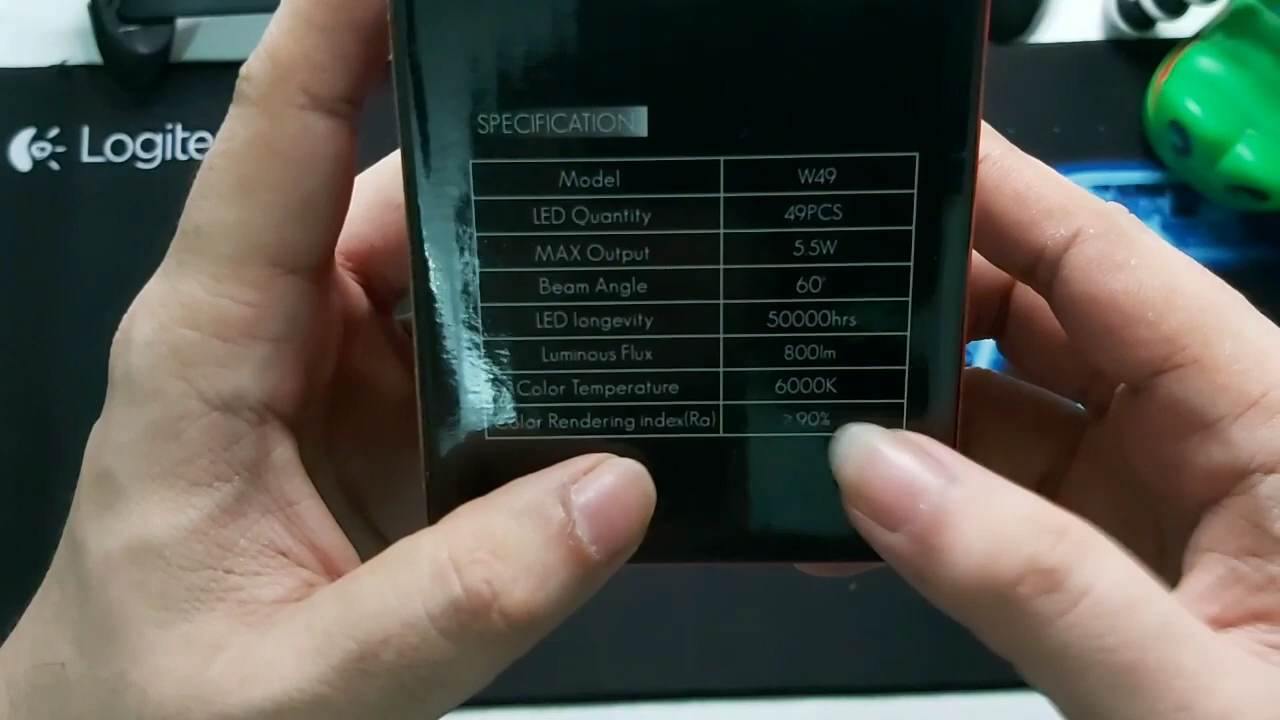 Logite
SPECIFICATION
Model W49
LED Quantity 49PCS
MAX Output 5.5W
Beam Angle 60°
LED longevity 50000hrs
Luminous Flux 800lm
Color Temperature 6000K
Color Rendering index(Ra) ≥90%